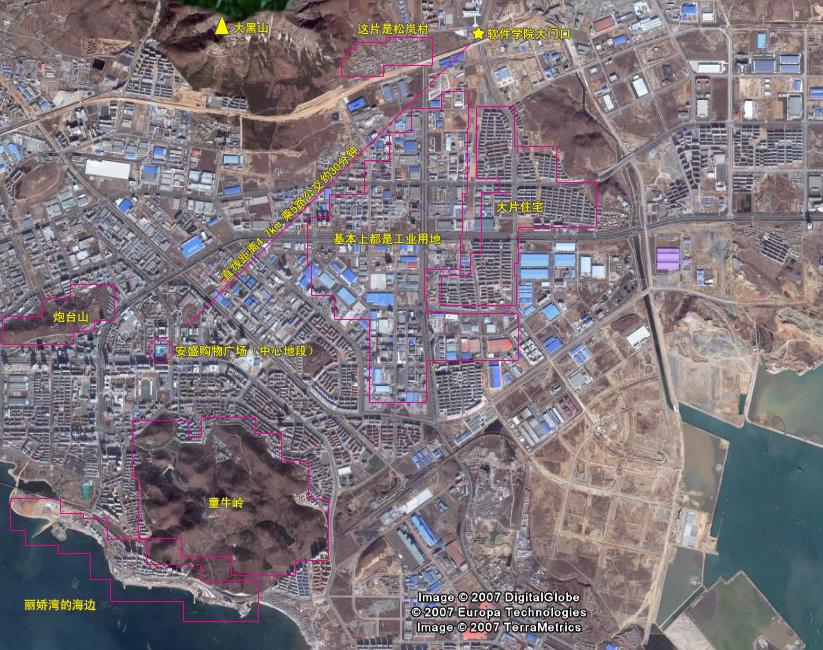 大黑山
这片是松岚村
软件学院大门口
直线距离4.7km 乘5路公交约30分钟
大片住宅
基本上都是工业用地
炮台山
安盛购物广场（中心地段）
童牛岭
丽娇湾的海边
Image © 2007 DigitalGlobe
© 2007 Europa Technologies
Image © 2007 TerraMetrics